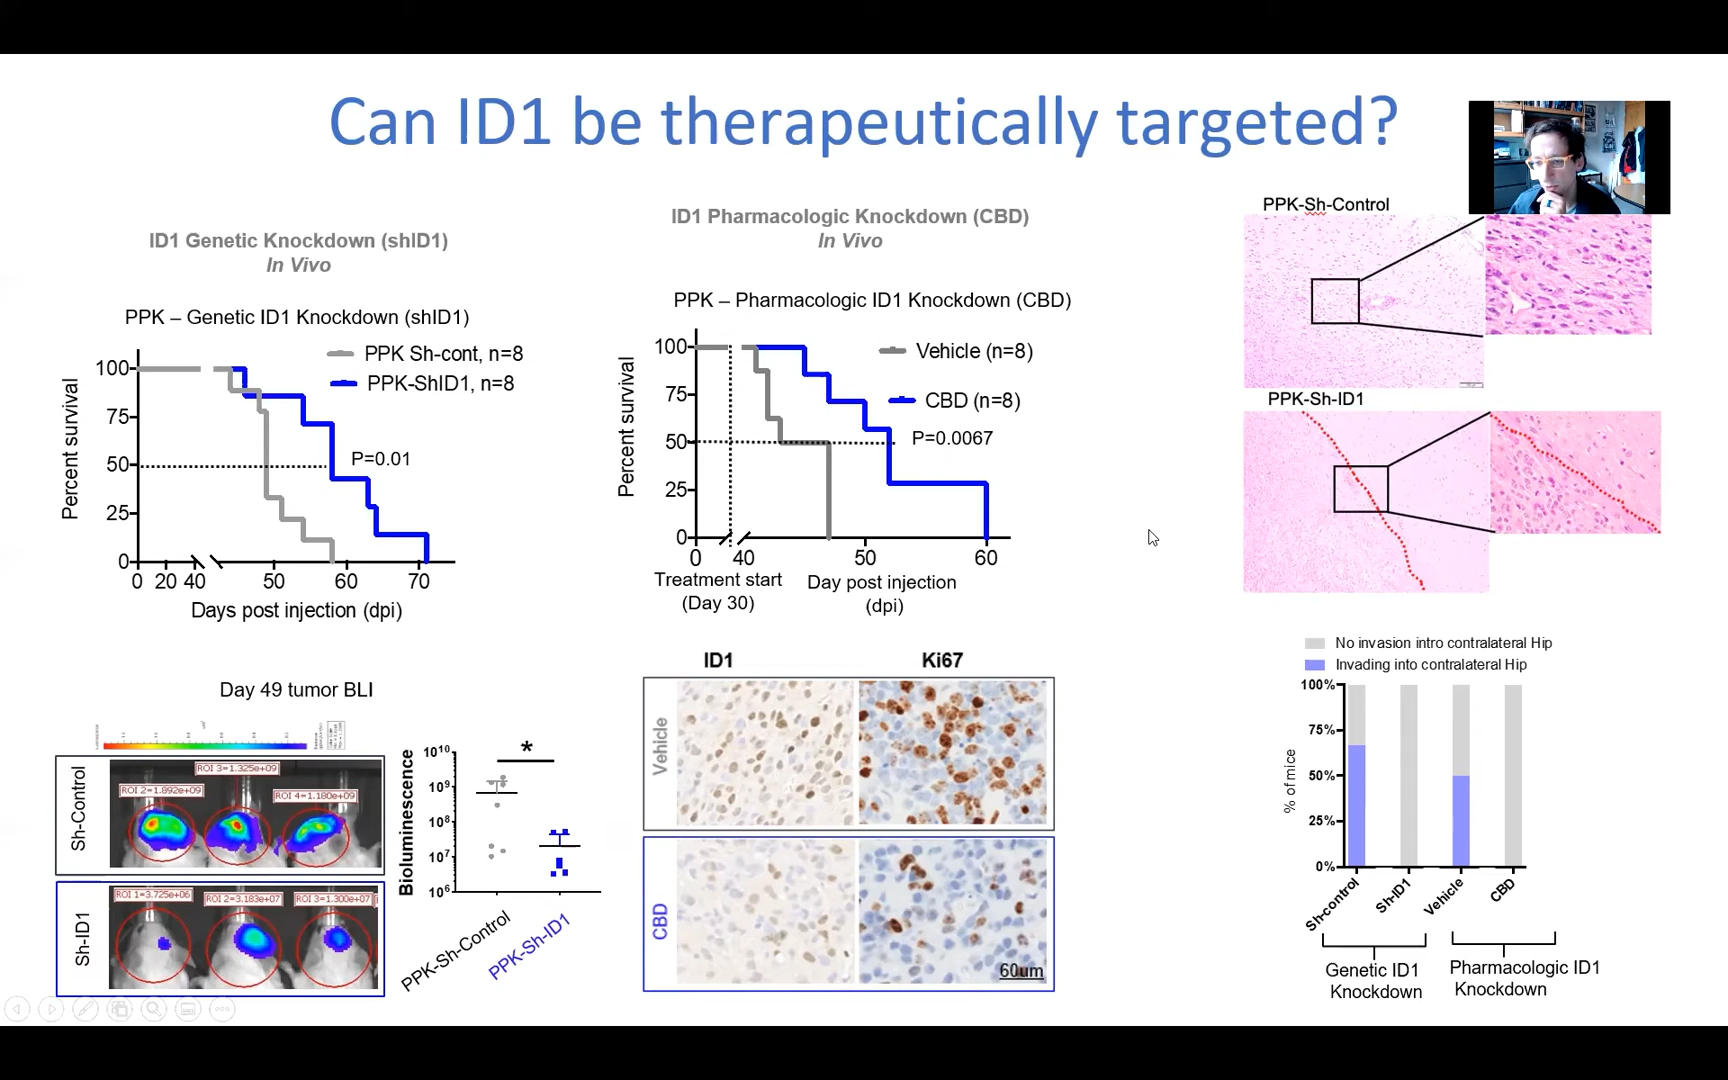 Can ID1 be therapeutically targeted?
ID1 Genetic Knockdown (shID1)
In Vivo
PPK – Genetic ID1 Knockdown (shID1)
PPK Sh-cont, n=8
PPK-ShID1, n=8
Percent survival
100
75
50
25
0
P=0.01
0 20 40 50 60 70
Days post injection (dpi)
ID1 Pharmacologic Knockdown (CBD)
In Vivo
PPK – Pharmacologic ID1 Knockdown (CBD)
Vehicle (n=8)
CBD (n=8)
P=0.0067
Percent survival
100
75
50
25
0
0 40 50 60
Treatment start
(Day 30)
Day post injection
(dpi)
PPK-Sh-Control
PPK-Sh-ID1
Day 49 tumor BLI
Sh-Control
ROI 2=1.892e+09
ROI 3=1.325e+09
ROI 4=1.180e+09
Sh-ID1
ROI 1=3.725e+06
ROI 2=3.183e+07
ROI 3=1.300e+07
Bioluminescence
10^10
10^9
10^8
10^7
10^6
*
PPK-Sh-Control
PPK-Sh-ID1
ID1
Ki67
Vehicle
CBD
60um
No invasion intro contralateral Hip
Invading into contralateral Hip
% of mice
100%
75%
50%
25%
0%
Sh-control
Sh-ID1
Vehicle
CBD
Genetic ID1
Knockdown
Pharmacologic ID1
Knockdown